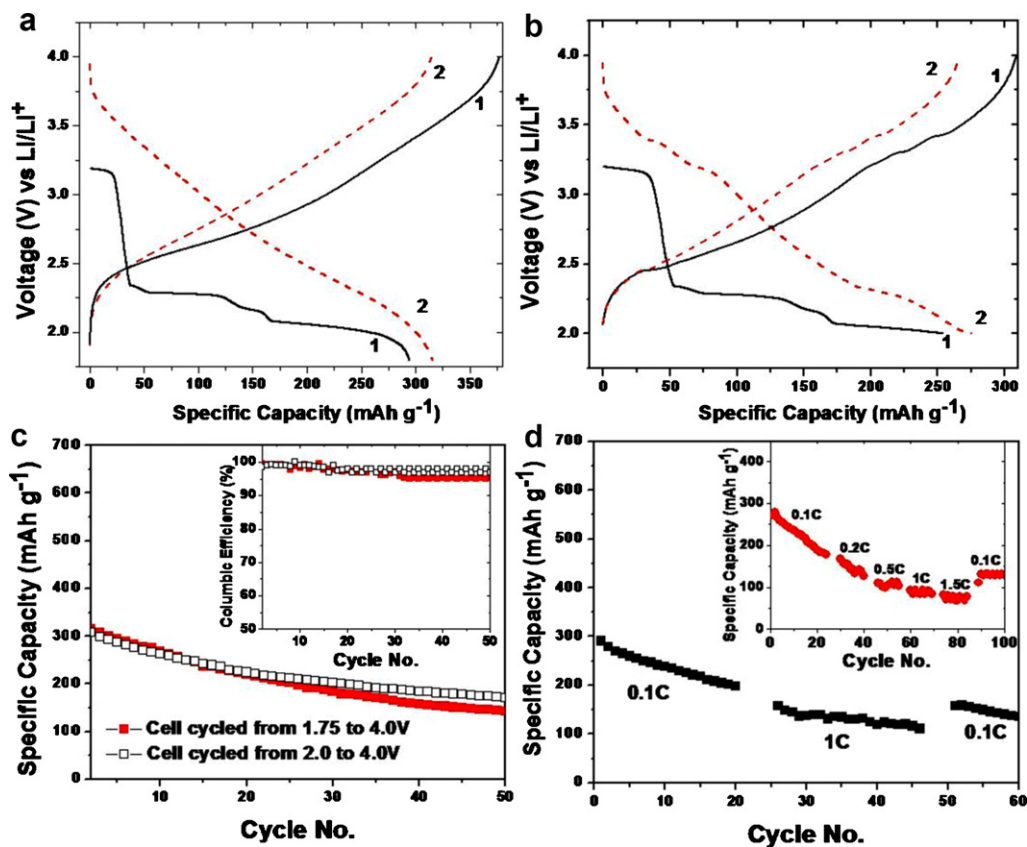 a
4.0
3.5
3.0
2.5
2.0
Voltage (V) vs LI/LI⁺
2
1
2
1
0 50 100 150 200 250 300 350
Specific Capacity (mAh g⁻¹)
b
4.0
3.5
3.0
2.5
2.0
Voltage (V) vs LI/LI⁺
2
1
2
1
0 50 100 150 200 250 300
Specific Capacity (mAh g⁻¹)
c
700
600
500
400
300
200
100
0
Specific Capacity (mAh g⁻¹)
100
90
80
70
60
50
Columbic Efficiency (%)
10 20 30 40 50
Cycle No.
Cell cycled from 1.75 to 4.0V
Cell cycled from 2.0 to 4.0V
10 20 30 40 50
Cycle No.
d
700
600
500
400
300
200
100
0
Specific Capacity (mAh g⁻¹)
400
300
200
100
0
Specific Capacity (mAh g⁻¹)
0.1C
0.2C
0.5C
1C
1.5C
0.1C
0 20 40 60 80 100
Cycle No.
0.1C
1C
0.1C
0 10 20 30 40 50 60
Cycle No.